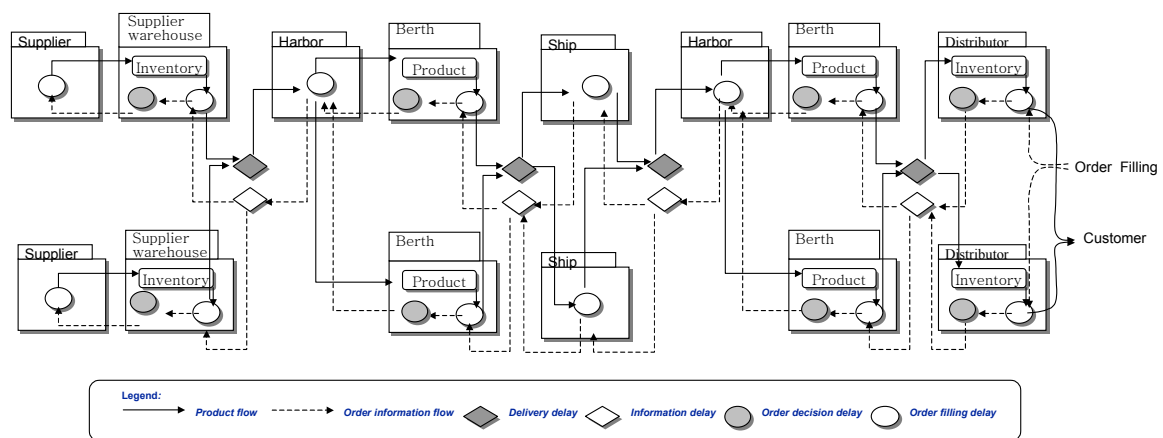 Supplier
Supplier
warehouse
Inventory
Harbor
Berth
Product
Ship
Harbor
Berth
Product
Distributor
Inventory
Order Filling
Customer
Supplier
Supplier
warehouse
Inventory
Berth
Product
Ship
Berth
Product
Distributor
Inventory
Legend:
Product flow
Order information flow
Delivery delay
Information delay
Order decision delay
Order filling delay